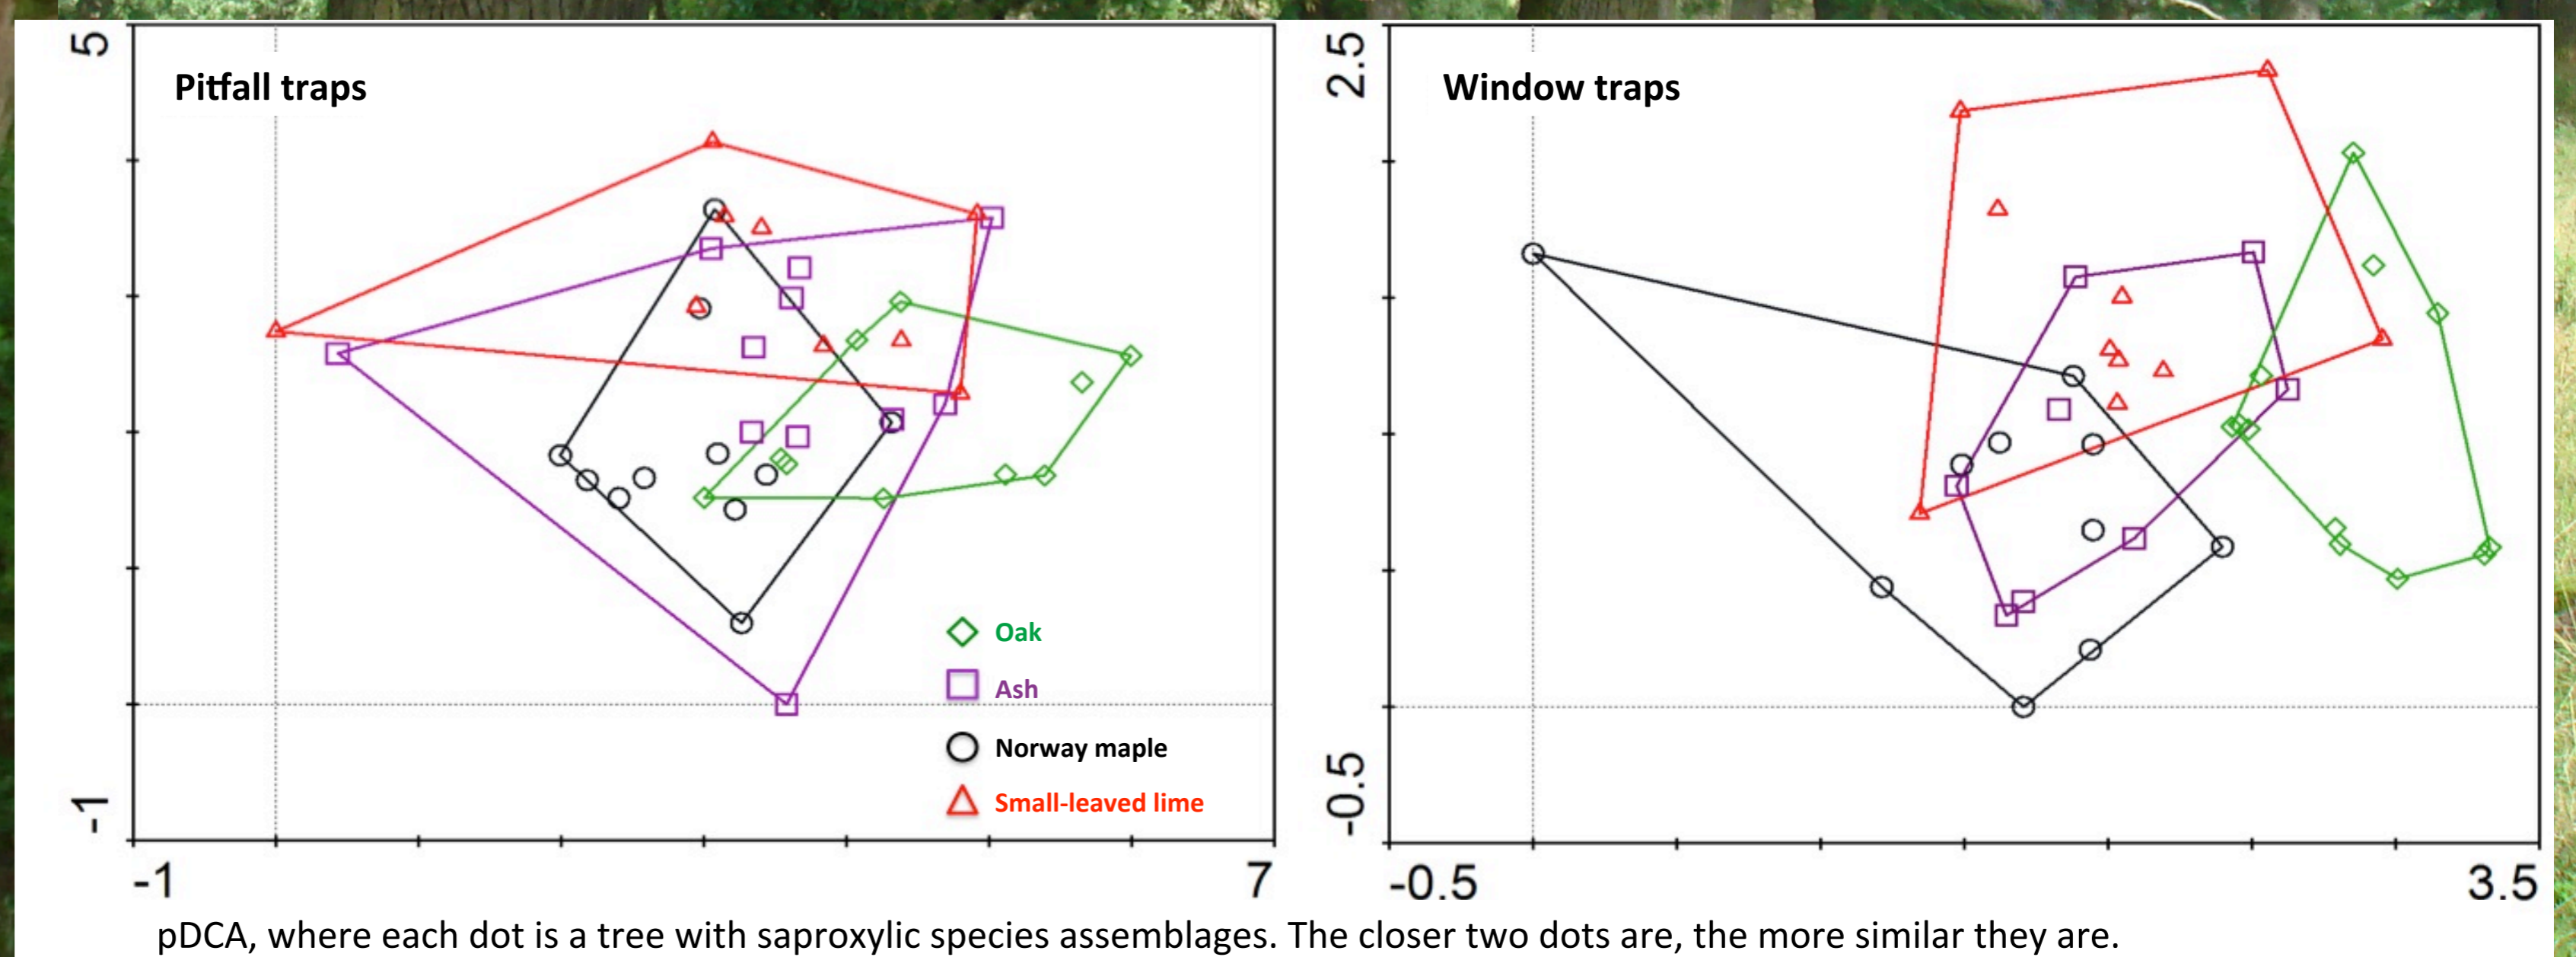 5
Pitfall traps
-1
-1
7
Oak
Ash
Norway maple
Small-leaved lime
2.5
Window traps
-0.5
-0.5
3.5
pDCA, where each dot is a tree with saproxylic species assemblages. The closer two dots are, the more similar they are.